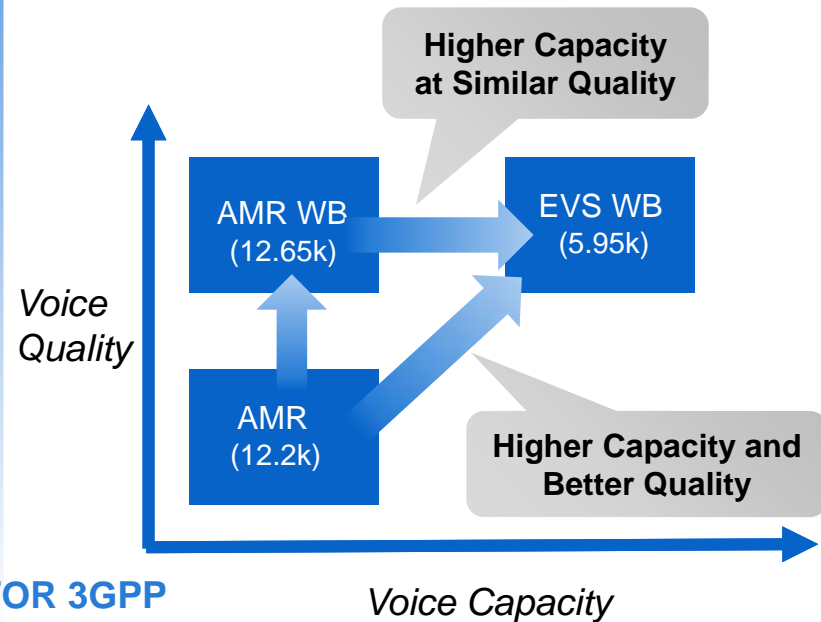 Higher Capacity
at Similar Quality
AMR WB
(12.65k)
EVS WB
(5.95k)
Voice
Quality
AMR
(12.2k)
Higher Capacity and
Better Quality
OR 3GPP
Voice Capacity